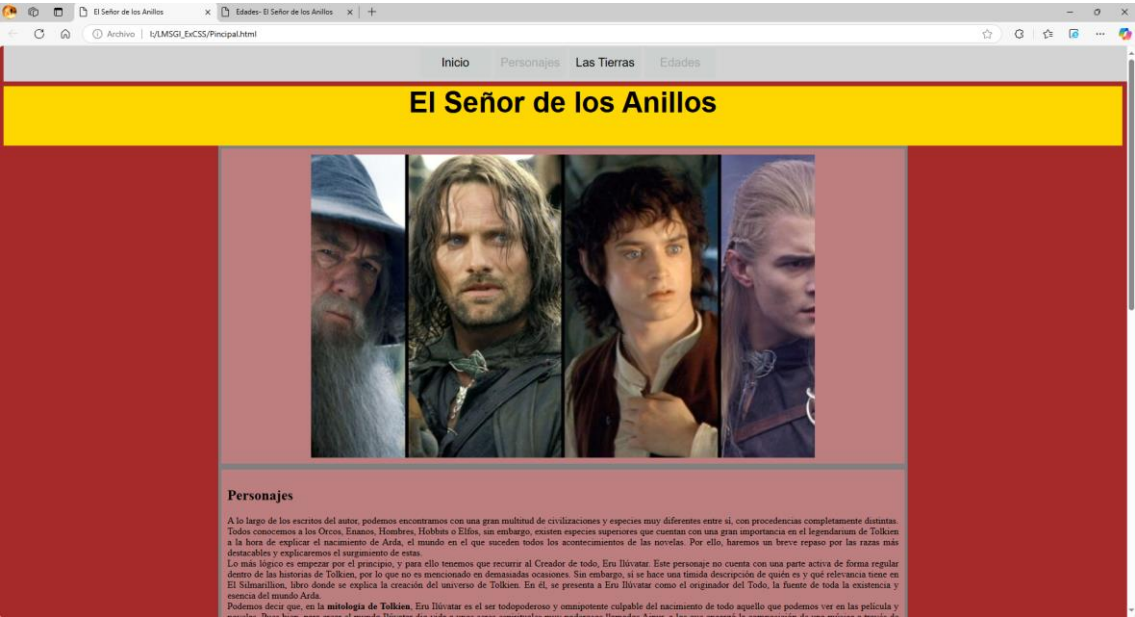 El Señor de los Anillos
Edades- El Señor de los Anillos
Archivo
I:/LMSGI_ExCSS/Pincipal.html
Inicio Personajes Las Tierras Edades
El Señor de los Anillos
Personajes
A lo largo de los escritos del autor, podemos encontrarnos con una gran multitud de civilizaciones y especies muy diferentes entre sí, con procedencias completamente distintas.
Todos conocemos a los Orcos, Enanos, Hombres, Hobbits o Elfos, sin embargo, existen especies superiores que cuentan con una gran importancia en el legendarium de Tolkien
a la hora de explicar el nacimiento de Arda, el mundo en el que suceden todos los acontecimientos de las novelas. Por ello, haremos un breve repaso por las razas más
destacables y explicaremos el surgimiento de estas.
Lo más lógico es empezar por el principio, y para ello tenemos que recurrir al Creador de todo, Eru Ilúvatar. Este personaje no cuenta con una parte activa de forma regular
dentro de las historias de Tolkien, por lo que no es mencionado en demasiadas ocasiones. Sin embargo, si se hace una tímida descripción de quién es y qué relevancia tiene en
El Silmarillion, libro donde se explica la creación del universo de Tolkien. En él, se presenta a Eru Ilúvatar como el originador del Todo, la fuente de toda la existencia y
esencia del mundo Arda.
Podemos decir que, en la mitología de Tolkien, Eru Ilúvatar es el ser todopoderoso y omnipotente culpable del nacimiento de todo aquello que podemos ver en las película y